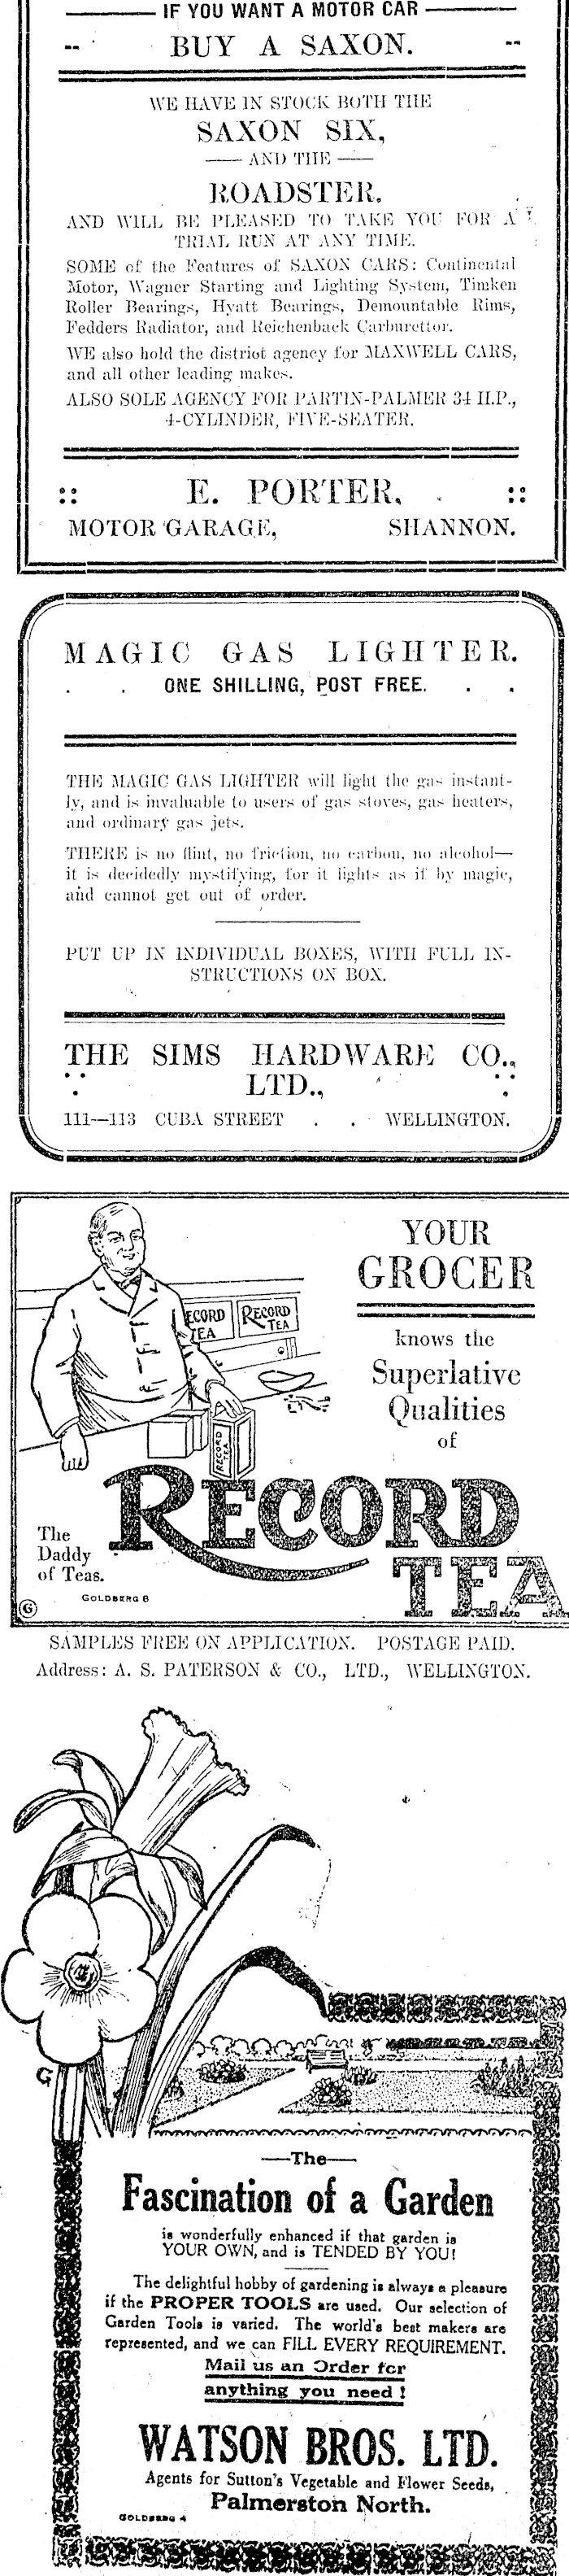 IF YOU WANT A MOTOR CAR
BUY A SAXON.
WE HAVE IN STOCK BOTH THE
SAXON SIX,
— AND THE —
ROADSTER.
AND WILL BE PLEASED TO TAKE YOU FOR A
TRIAL RUN AT ANY TIME.
SOME of the Features of SAXON CARS: Continental
Motor, Wagner Starting and Lighting System, Timken
Roller Bearings, Hyatt Bearings, Demountable Rims,
Fedders Radiator, and Reichenback Carburettor.
WE also hold the district agency for MAXWELL CARS,
and all other leading makes.
ALSO SOLE AGENCY FOR PARTIN-PALMER 34 H.P.,
4-CYLINDER, FIVE-SEATER.
:: E. PORTER, ::
MOTOR GARAGE, SHANNON.
MAGIC GAS LIGHTER.
. . ONE SHILLING, POST FREE. . .
THE MAGIC GAS LIGHTER will light the gas instant-
ly, and is invaluable to users of gas stoves, gas heaters,
and ordinary gas jets.
THERE is no flint, no friction, no carbon, no alcohol—
it is decidedly mystifying, for it lights as if by magic,
and cannot get out of order.
PUT UP IN INDIVIDUAL BOXES, WITH FULL IN-
STRUCTIONS ON BOX.
THE SIMS HARDWARE CO.,
LTD.,
111—113 CUBA STREET . . WELLINGTON.
YOUR
GROCER
knows the
Superlative
Qualities
of
ECORD
TEA
RECORD
TEA
RECORD
TEA
RECORD
TEA
The
Daddy
of Teas.
GOLDBERG 6
G
SAMPLES FREE ON APPLICATION. POSTAGE PAID.
Address: A. S. PATERSON & CO., LTD., WELLINGTON.
G
—The—
Fascination of a Garden
is wonderfully enhanced if that garden is
YOUR OWN, and is TENDED BY YOU!
The delightful hobby of gardening is always a pleasure
if the PROPER TOOLS are used. Our selection of
Garden Tools is varied. The world's best makers are
represented, and we can FILL EVERY REQUIREMENT.
Mail us an Order for
anything you need!
WATSON BROS. LTD.
Agents for Sutton's Vegetable and Flower Seeds,
Palmerston North.
GOLDBERG 4